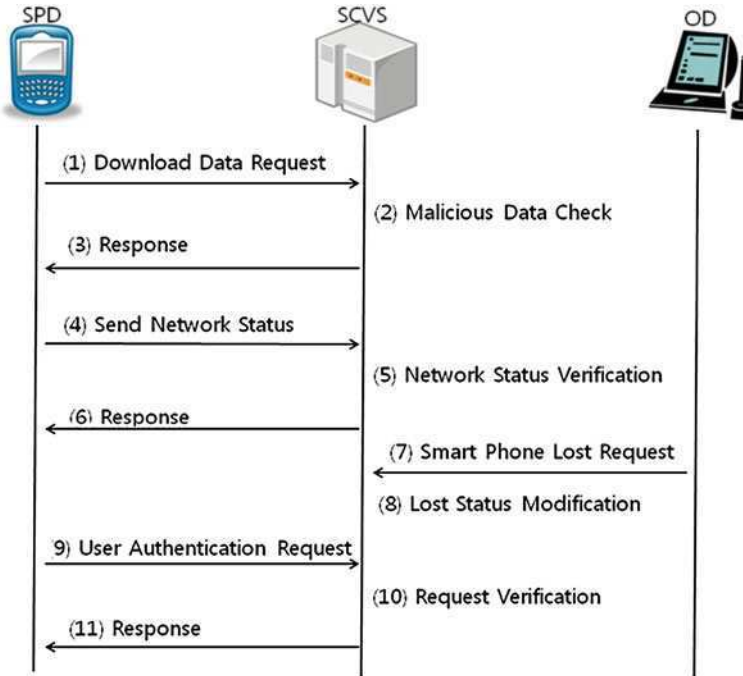 SPD
SCVS
OD
(1) Download Data Request
(2) Malicious Data Check
(3) Response
(4) Send Network Status
(5) Network Status Verification
(6) Response
(7) Smart Phone Lost Request
(8) Lost Status Modification
9) User Authentication Request
(10) Request Verification
(11) Response